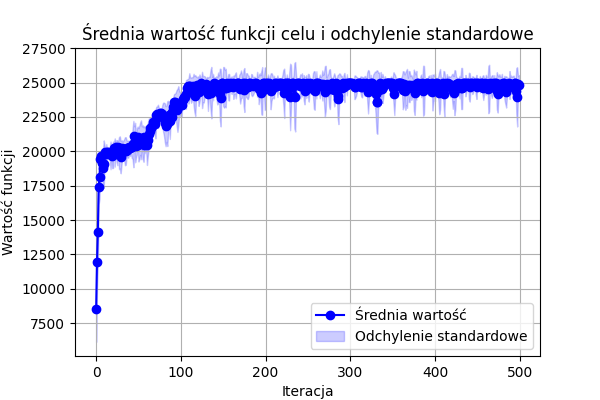 Średnia wartość funkcji celu i odchylenie standardowe
27500
25000
22500
20000
17500
15000
12500
10000
7500
Wartość funkcji
0 100 200 300 400 500
Iteracja
Średnia wartość
Odchylenie standardowe